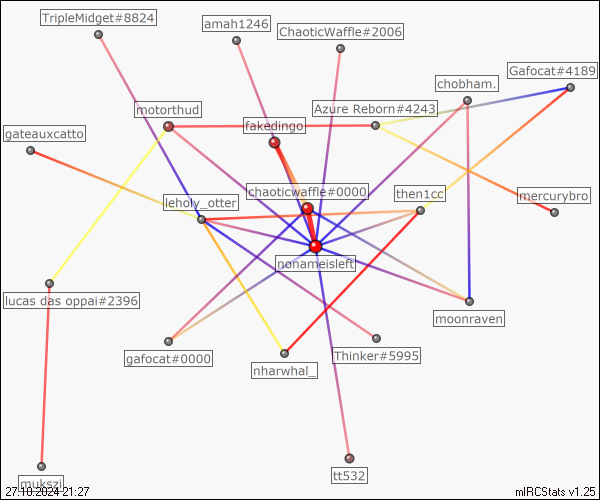 TripleMidget#8824
amah1246
ChaoticWaffle#2006
Gafocat#4189
chobham.
motorthud
Azure Reborn#4243
fakedingo
gateauxcatto
chaoticwaffle#0000
then1cc
mercurybro
leholy_otter
nonameisleft
lucas das oppai#2396
moonraven
gafocat#0000
Thinker#5995
nharwhal_
tt532
mukszi
27.10.2024 21:27
mIRCStats v1.25